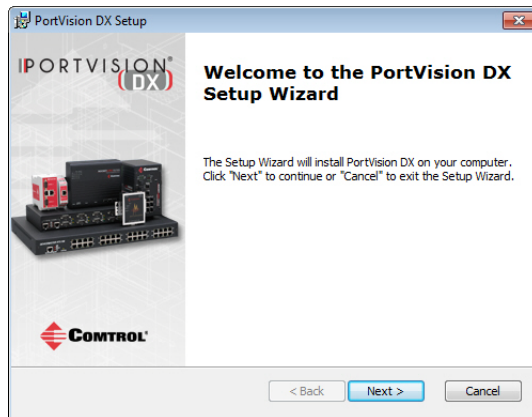 PortVision DX Setup
PORTVISION®
(DX)
Welcome to the PortVision DX
Setup Wizard
The Setup Wizard will install PortVision DX on your computer.
Click "Next" to continue or "Cancel" to exit the Setup Wizard.
COMTROL
COMTROL®
< Back
Next >
Cancel